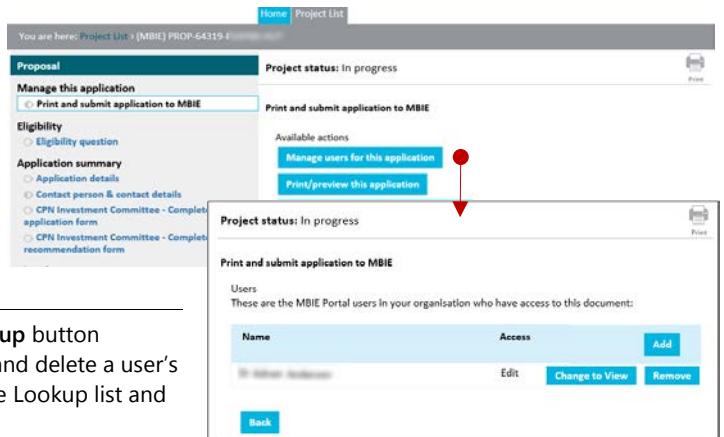 Home Project List
You are here: Project List › (MBIE) PROP-64319-
Proposal
Manage this application
Print and submit application to MBIE
Eligibility
Eligibility question
Application summary
Application details
Contact person & contact details
CPN Investment Committee - Complet
application form
CPN Investment Committee - Complet
recommendation form
Project status: In progress
Print
Print and submit application to MBIE
Available actions
Manage users for this application
Print/preview this application
Project status: In progress
Print
Print and submit application to MBIE
Users
These are the MBIE Portal users in your organisation who have access to this document:
Name Access Add
Edit Change to View Remove
Back
up button
and delete a user's
e Lookup list and